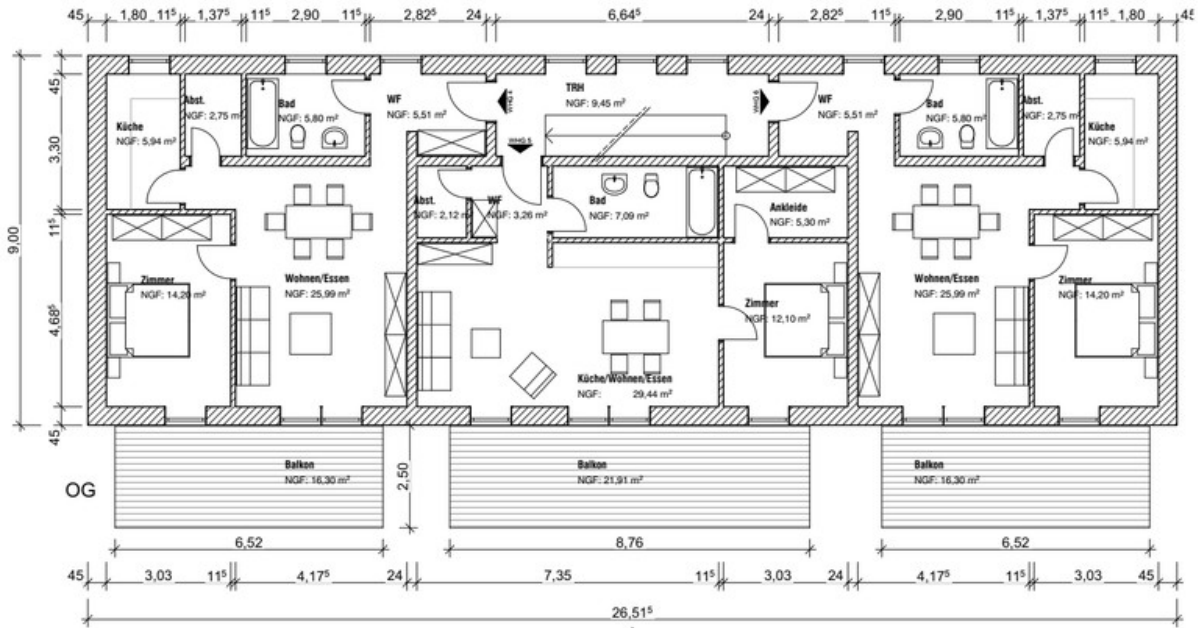 45 1,80 11⁵ 1,37⁵ 11⁵ 2,90 11⁵ 2,82⁵ 24 6,64⁵ 24 2,82⁵ 11⁵ 2,90 11⁵ 1,37⁵ 11⁵ 1,80 45
9,00
45
3,30
11⁵
4,68⁵
45
Küche
NGF: 5,94 m²
Abst.
NGF: 2,75 m²
Bad
NGF: 5,80 m²
WF
NGF: 5,51 m²
WHG 4
TRH
NGF: 9,45 m²
WHG 5
WHG 6
WF
NGF: 5,51 m²
Bad
NGF: 5,80 m²
Abst.
NGF: 2,75 m²
Küche
NGF: 5,94 m²
Abst.
NGF: 2,12 m²
WF
NGF: 3,26 m²
Bad
NGF: 7,09 m²
Ankleide
NGF: 5,30 m²
Zimmer
NGF: 14,20 m²
Wohnen/Essen
NGF: 25,99 m²
Küche/Wohnen/Essen
NGF: 29,44 m²
Zimmer
NGF: 12,10 m²
Wohnen/Essen
NGF: 25,99 m²
Zimmer
NGF: 14,20 m²
OG
Balkon
NGF: 16,30 m²
2,50
Balkon
NGF: 21,91 m²
Balkon
NGF: 16,30 m²
6,52 8,76 6,52
45 3,03 11⁵ 4,17⁵ 24 7,35 11⁵ 3,03 24 4,17⁵ 11⁵ 3,03 45
26,51⁵